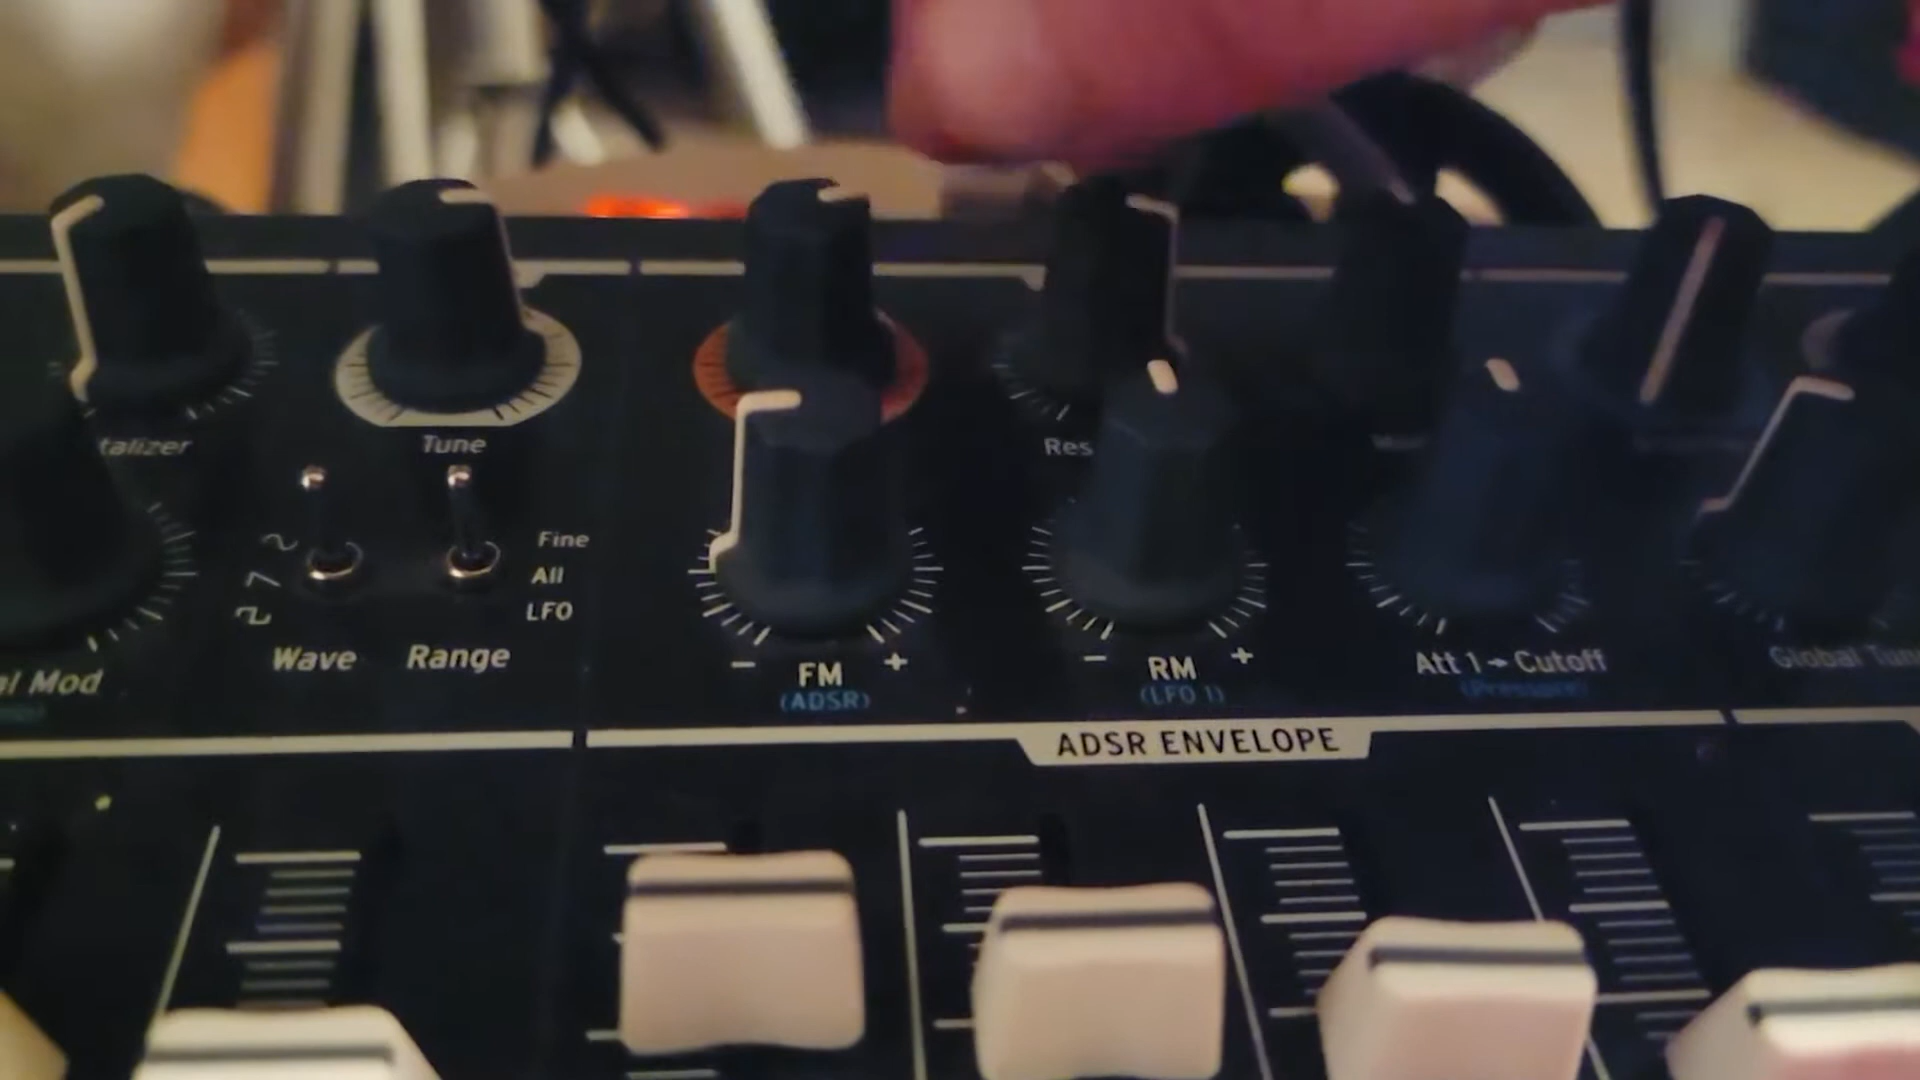 talizer
Tune
Res
Fine
All
LFO
Wave
Range
al Mod
- FM +
(ADSR)
- RM +
(LFO 1)
Att 1→Cutoff
(Pressure)
Global Tun
ADSR ENVELOPE